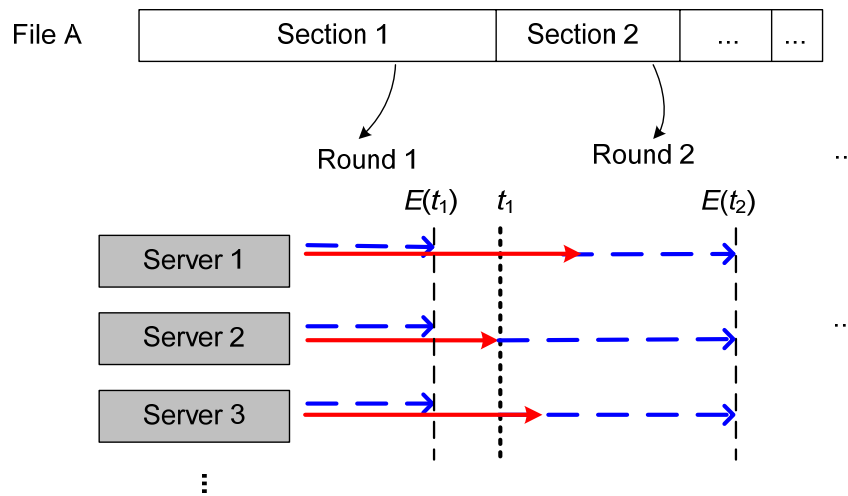 File A Section 1 Section 2 ... ...
Round 1 Round 2 ..
E(t₁) t₁ E(t₂)
Server 1
Server 2 ..
Server 3
...